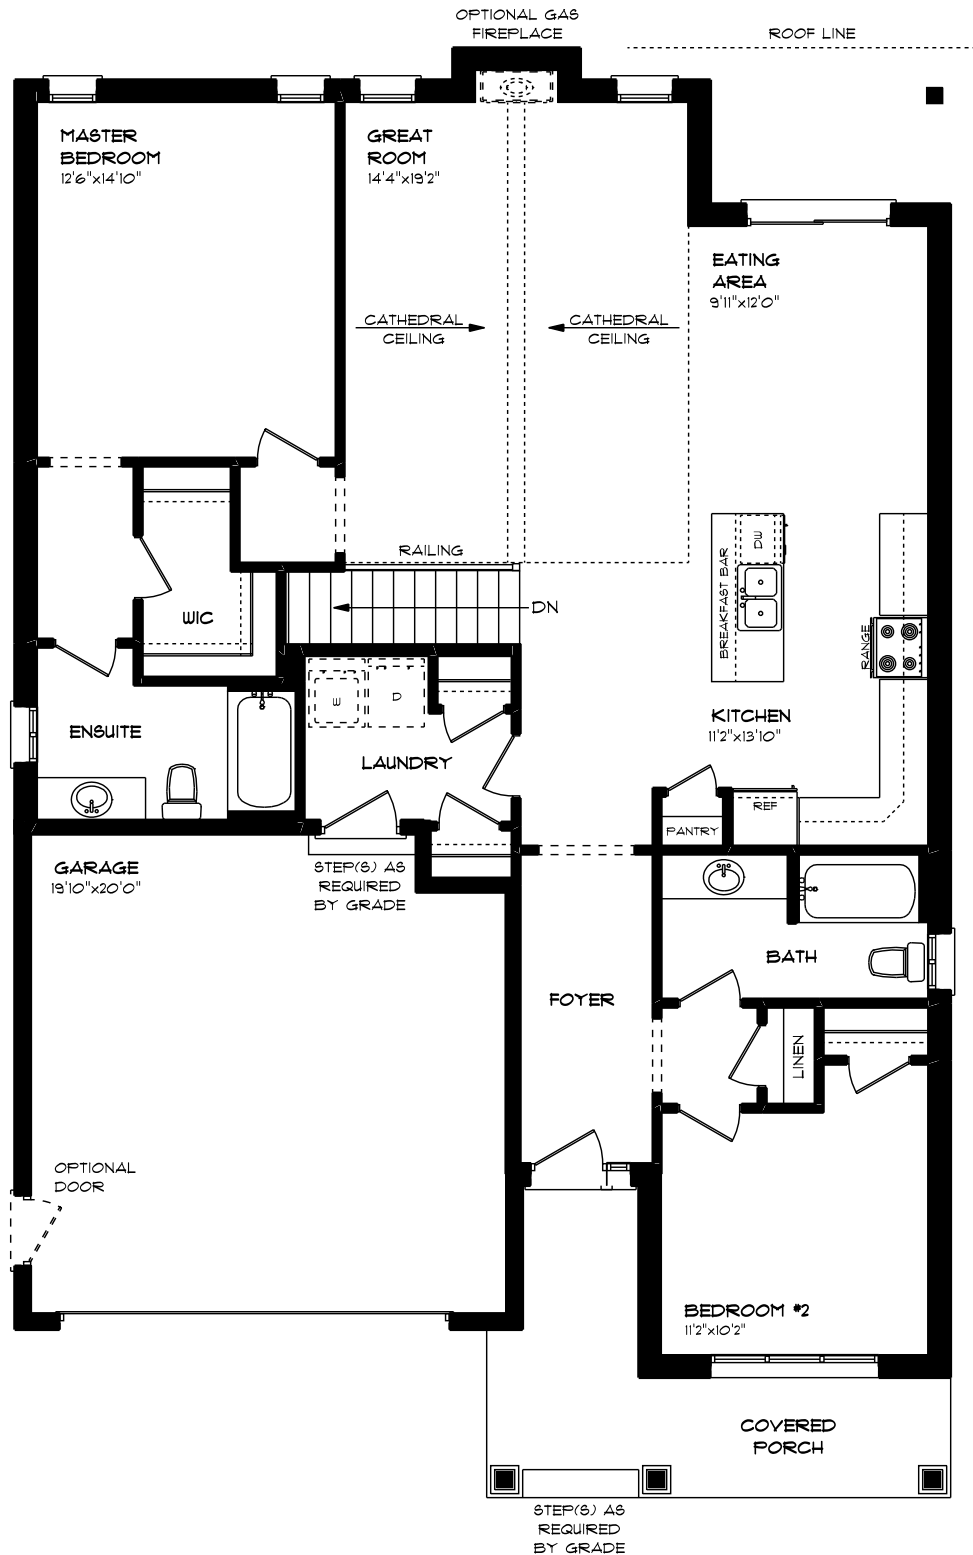 OPTIONAL GAS
FIREPLACE
ROOF LINE
MASTER
BEDROOM
12'6"x14'10"
GREAT
ROOM
14'4"x19'2"
EATING
AREA
9'11"x12'0"
CATHEDRAL
CEILING
CATHEDRAL
CEILING
RAILING
DN
WIC
BREAKFAST BAR
DW
RANGE
KITCHEN
11'2"x13'10"
ENSUITE
W
D
LAUNDRY
REF
PANTRY
GARAGE
19'10"x20'0"
STEP(S) AS
REQUIRED
BY GRADE
BATH
FOYER
LINEN
OPTIONAL
DOOR
BEDROOM #2
11'2"x10'2"
COVERED
PORCH
STEP(S) AS
REQUIRED
BY GRADE